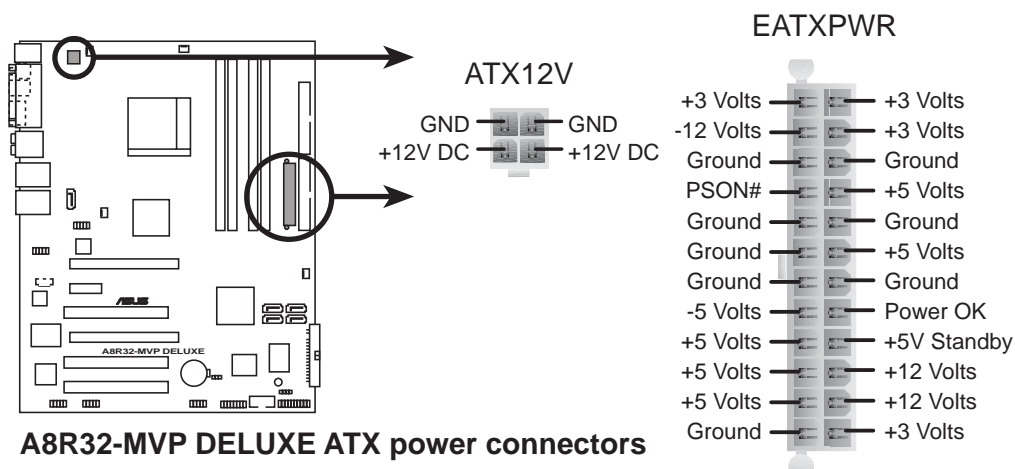 EATXPWR
ATX12V
GND GND
+12V DC +12V DC
+3 Volts +3 Volts
-12 Volts +3 Volts
Ground Ground
PSON# +5 Volts
Ground Ground
Ground +5 Volts
Ground Ground
-5 Volts Power OK
+5 Volts +5V Standby
+5 Volts +12 Volts
+5 Volts +12 Volts
Ground +3 Volts
ASUS
A8R32-MVP DELUXE
A8R32-MVP DELUXE ATX power connectors